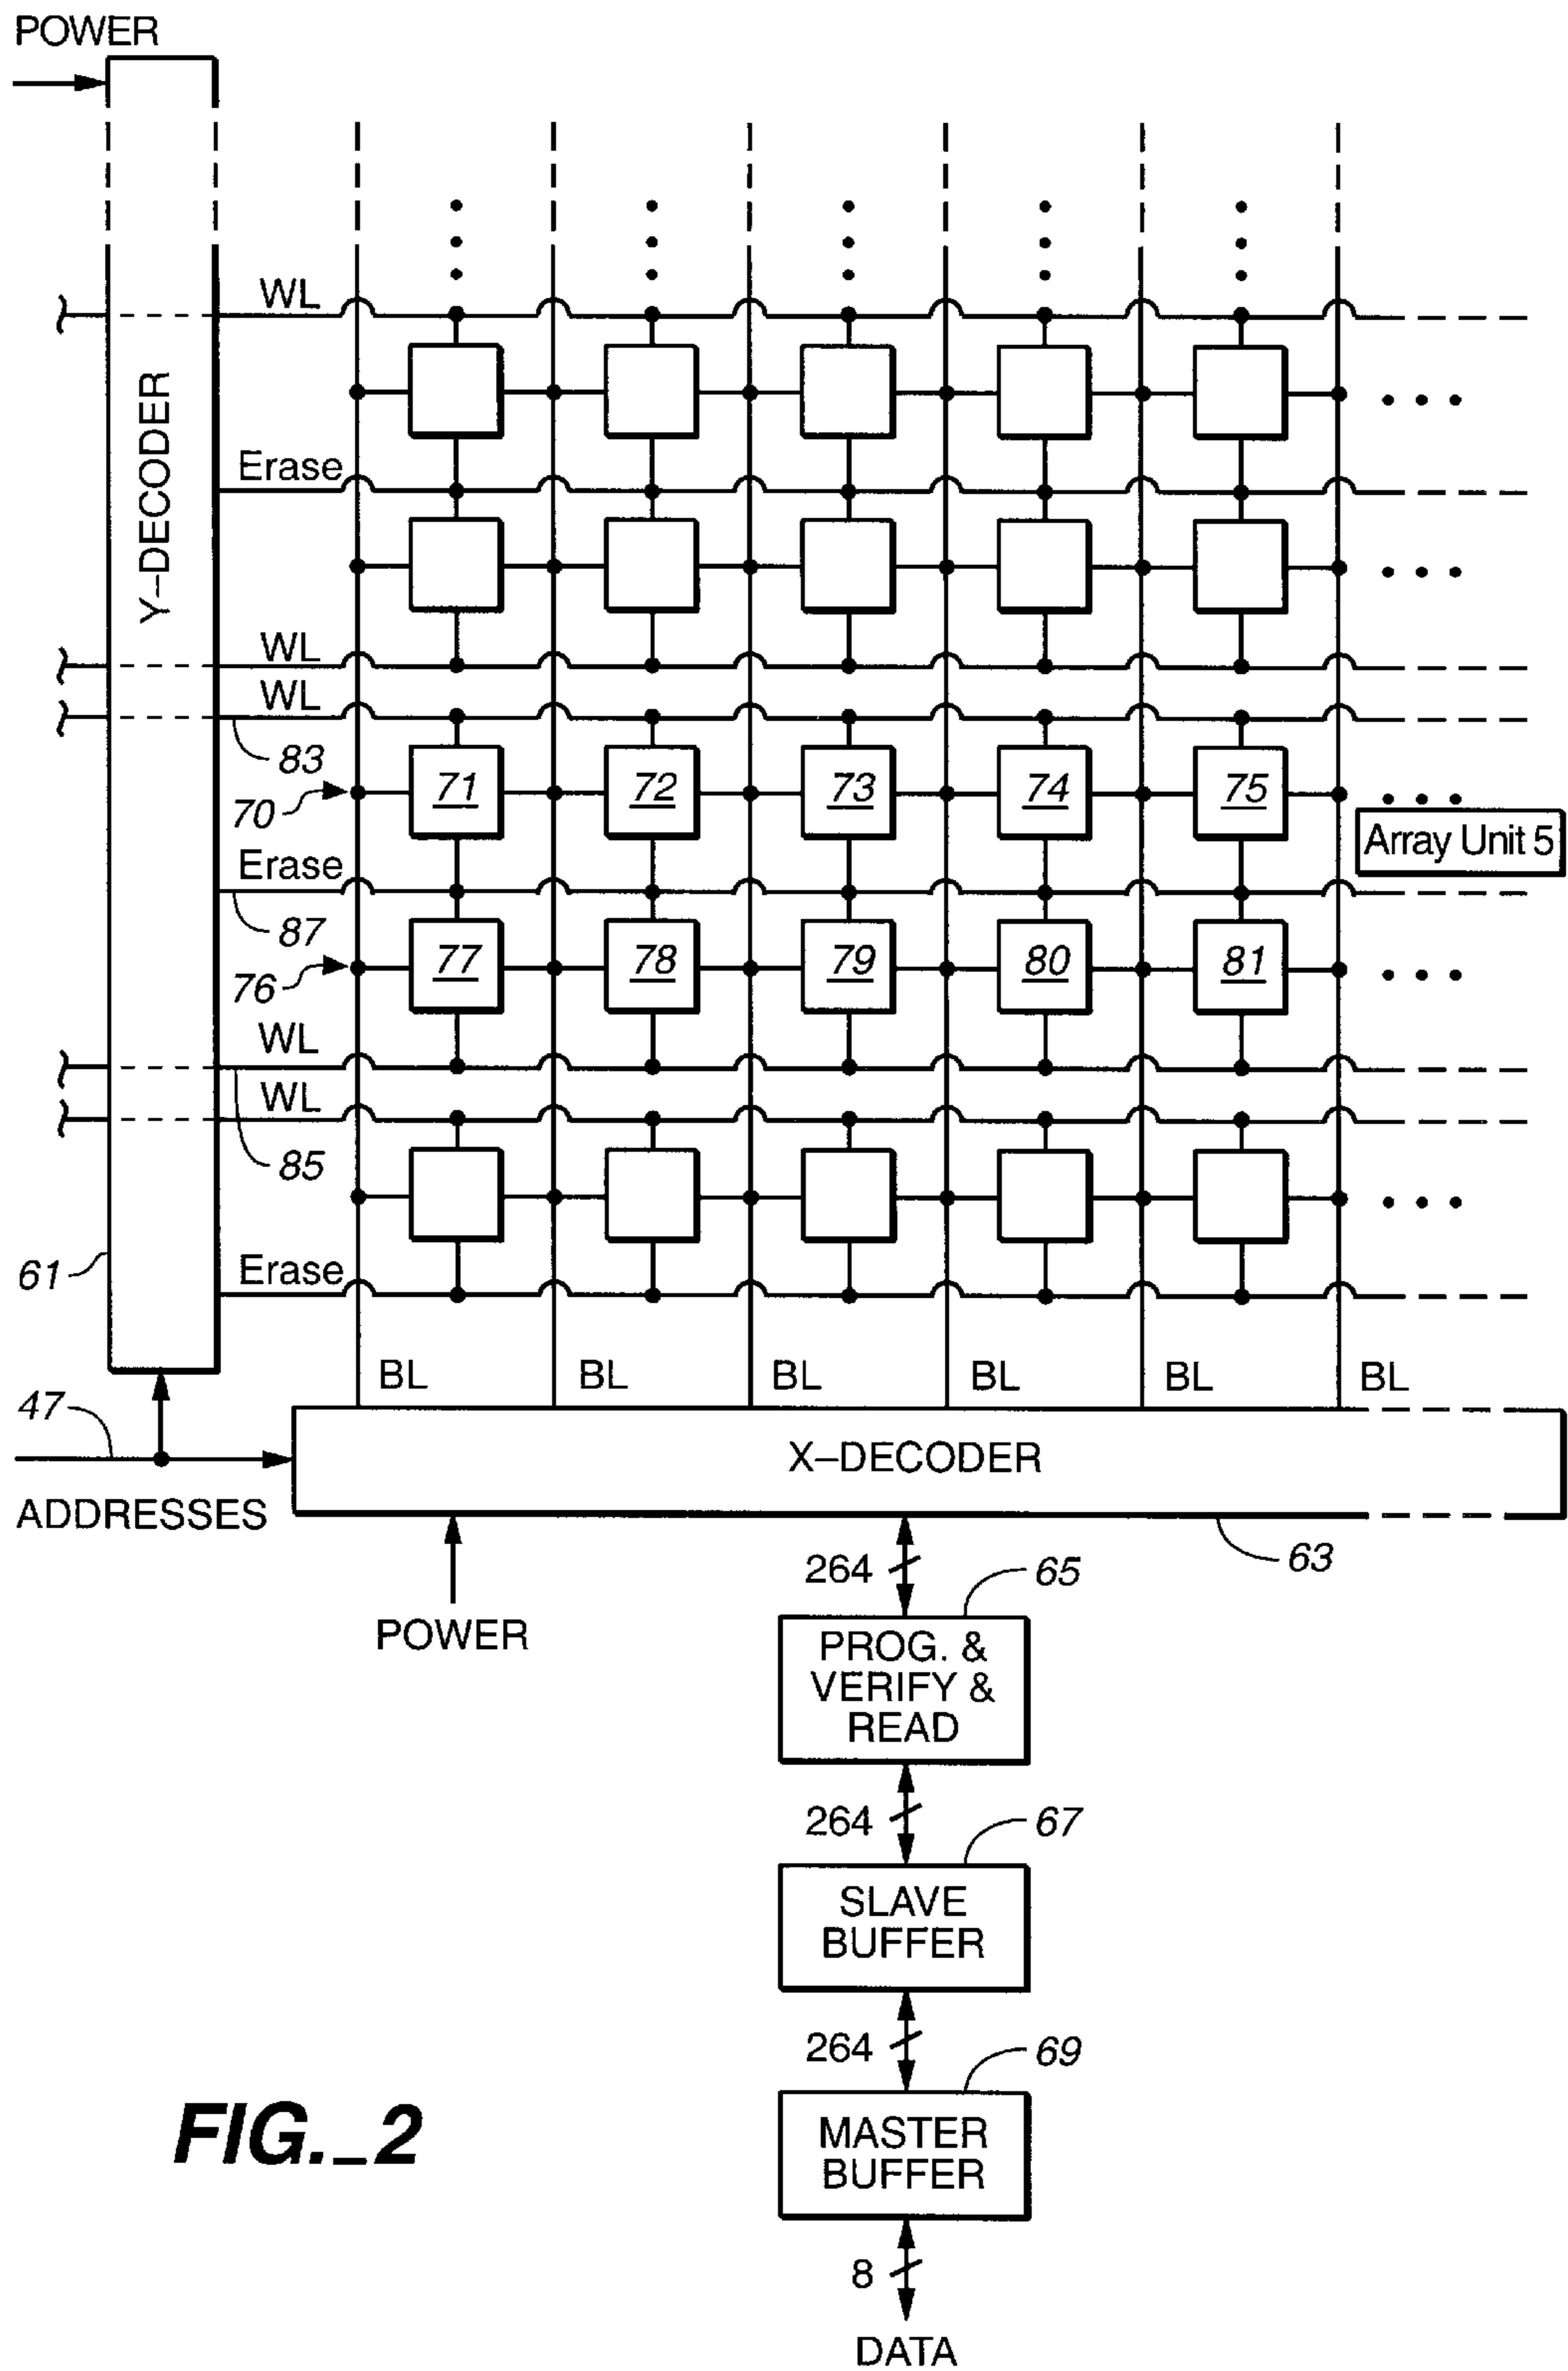 POWER
WL
Y–DECODER
Erase
WL
WL
83
71 72 73 74 75
70
Array Unit 5
Erase
87
77 78 79 80 81
76
WL
WL
85
61
Erase
BL BL BL BL BL BL
47
X–DECODER
ADDRESSES
63
264
65
POWER
PROG. &
VERIFY &
READ
264
67
SLAVE
BUFFER
264
69
MASTER
BUFFER
FIG._2
8
DATA